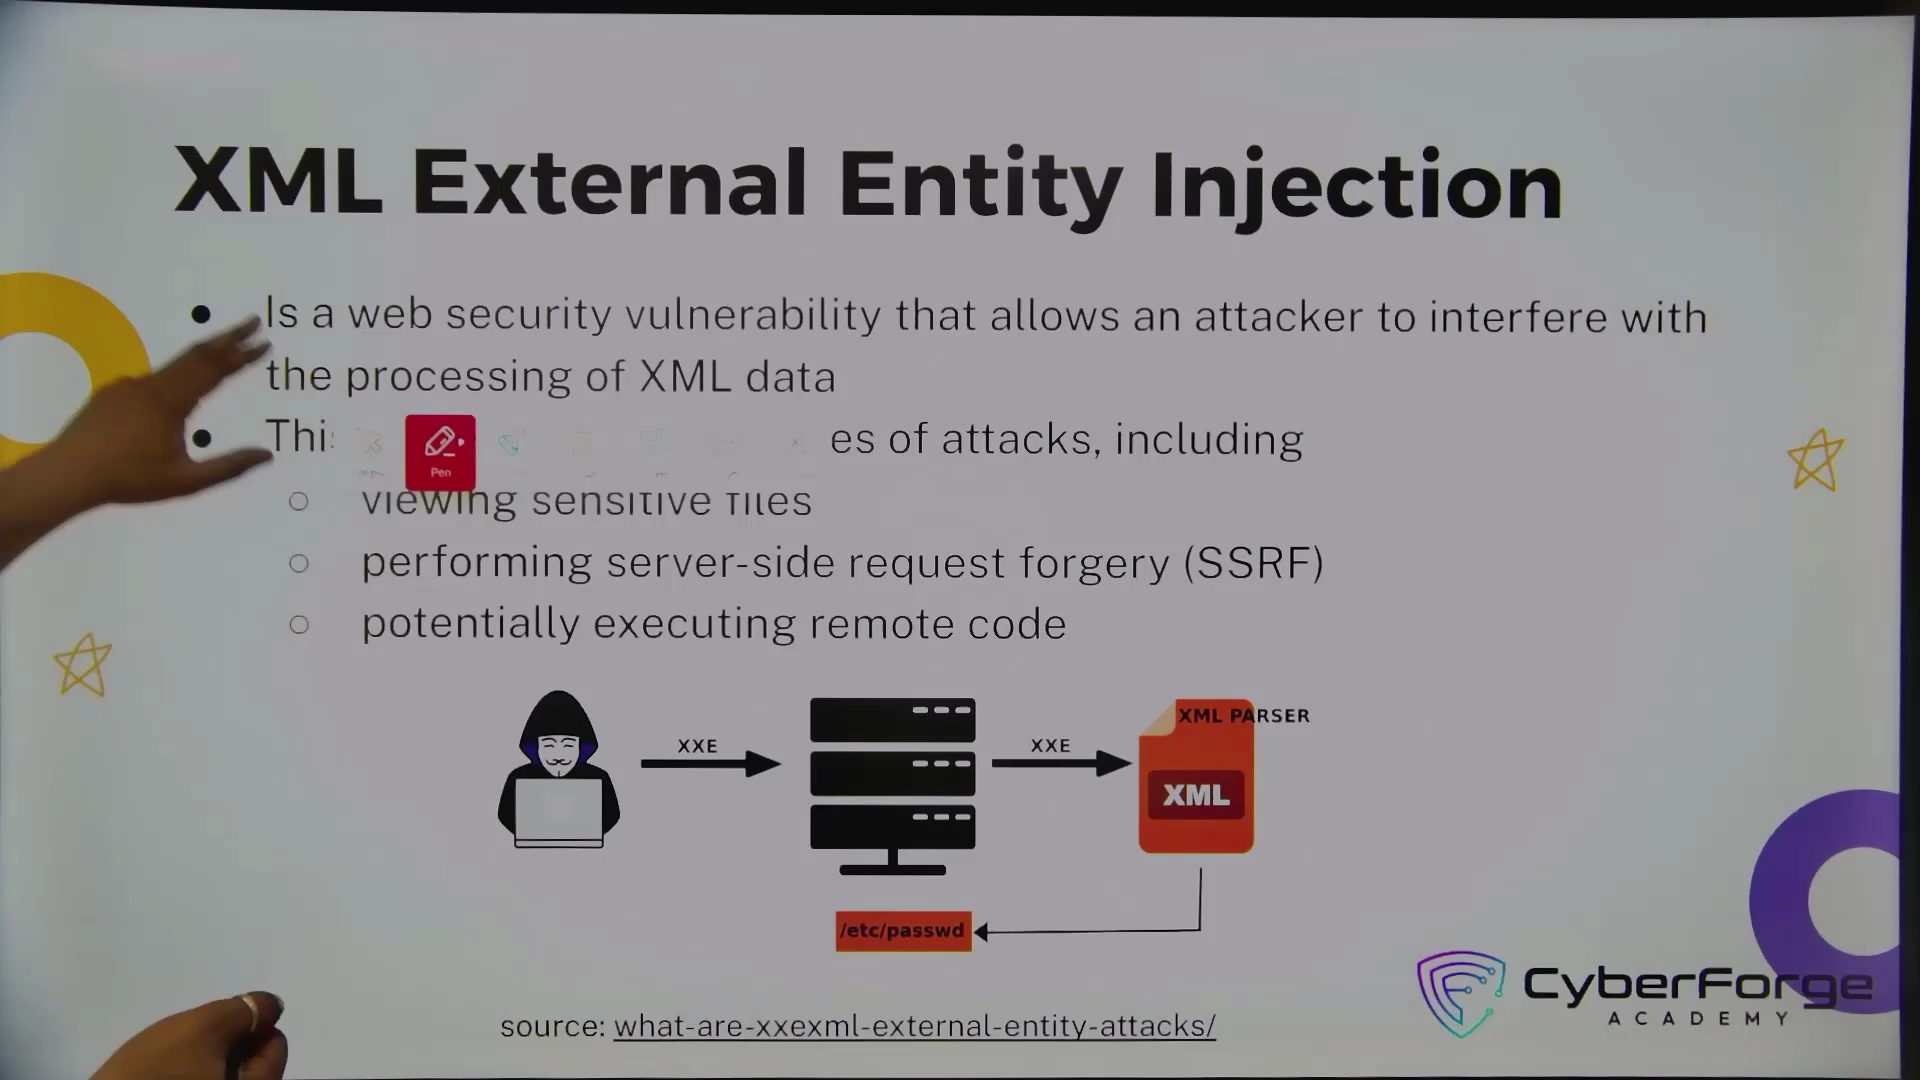 XML External Entity Injection
Is a web security vulnerability that allows an attacker to interfere with
the processing of XML data
es of attacks, including
Pen
viewing sensitive files
performing server-side request forgery (SSRF)
potentially executing remote code
XXE
XXE
XML PARSER
XML
/etc/passwd
source: what-are-xxexml-external-entity-attacks/
CyberForge
ACADEMY